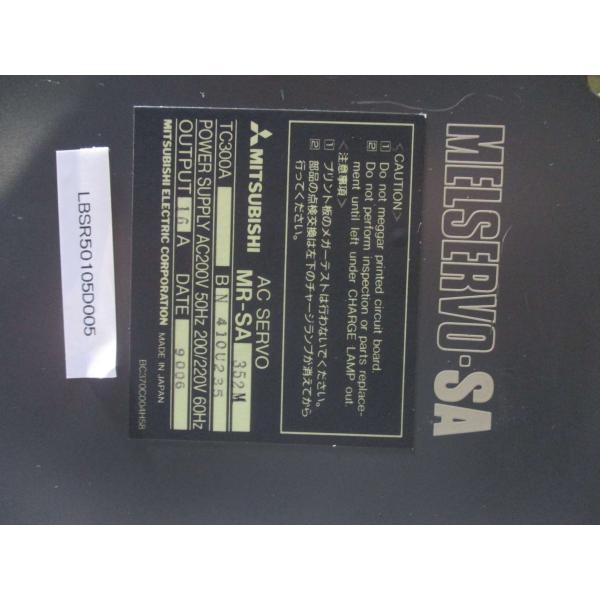 MELSERVO-SA
〈CAUTION〉
1 Do not meggar printed circuit board.
2 Do not perform inspection or parts replace-
ment until left under CHARGE LAMP out.
〈注意事項〉
1 プリント板のメガーテストは行わないでください。
2 部品の点検交換は左下のチャージランプが消えてから
行ってください。
AC SERVO
MITSUBISHI MR-SA 352M
TC300A BN 410U235
POWER SUPPLY AC200V 50Hz 200/220V 60Hz
OUTPUT 16 A DATE 9006
MITSUBISHI ELECTRIC CORPORATION MADE IN JAPAN
BC370C004H58
LBSR50105D005